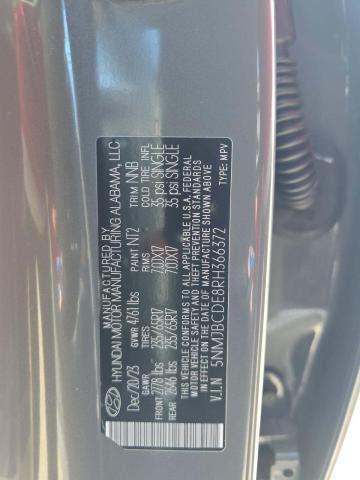 MANUFACTURED BY
HYUNDAI MOTOR MANUFACTURING ALABAMA, LLC
Dec/20/23 GVWR 4761 lbs PAINT NT2 TRIM NNB
GAWR TIRE RIMS COLD TIRE INFL
FRONT 2778 lbs 235/65R17 7.0JX17 35 psi SINGLE
REAR 2646 lbs 235/65R17 7.0JX17 35 psi SINGLE
THIS VEHICLE CONFORMS TO ALL APPLICABLE U.S.A. FEDERAL
MOTOR VEHICLE SAFETY AND THEFT PREVENTION STANDARDS
IN EFFECT ON THE DATE OF MANUFACTURE SHOWN ABOVE
V.I.N 5NMJBCDE8RH366372 TYPE: MPV